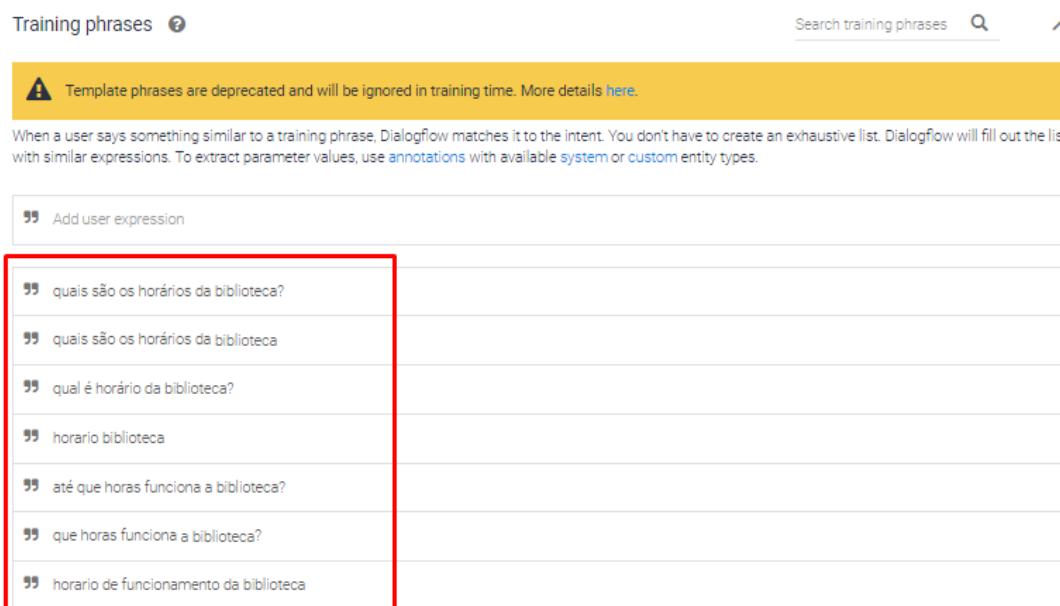 Training phrases
Search training phrases
Template phrases are deprecated and will be ignored in training time. More details here.
When a user says something similar to a training phrase, Dialogflow matches it to the intent. You don't have to create an exhaustive list. Dialogflow will fill out the lis
with similar expressions. To extract parameter values, use annotations with available system or custom entity types.
Add user expression
quais são os horários da biblioteca?
quais são os horários da biblioteca
qual é horário da biblioteca?
horario biblioteca
até que horas funciona a biblioteca?
que horas funciona a biblioteca?
horario de funcionamento da biblioteca